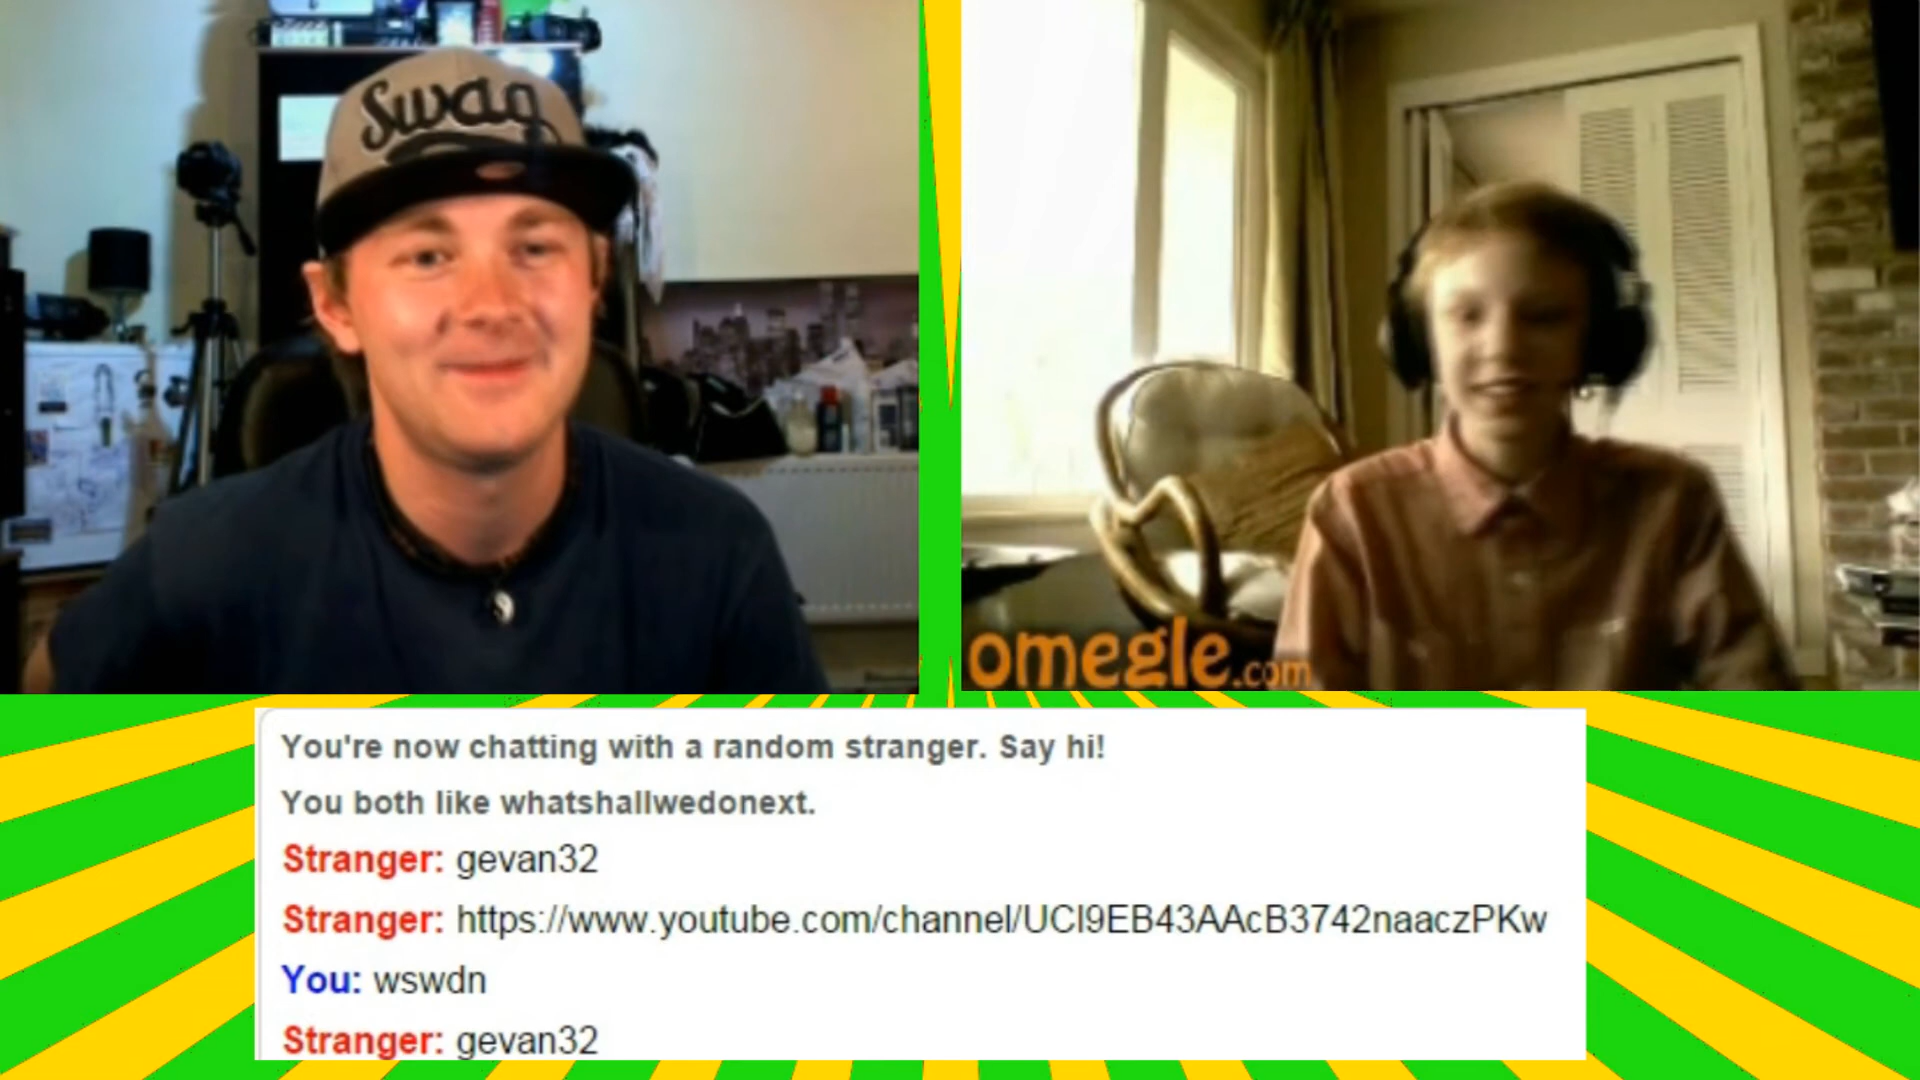 Swag
omegle.com
You're now chatting with a random stranger. Say hi!
You both like whatshallwedonext.
Stranger: gevan32
Stranger: https://www.youtube.com/channel/UCI9EB43AAcB3742naaczPKw
You: wswdn
Stranger: gevan32